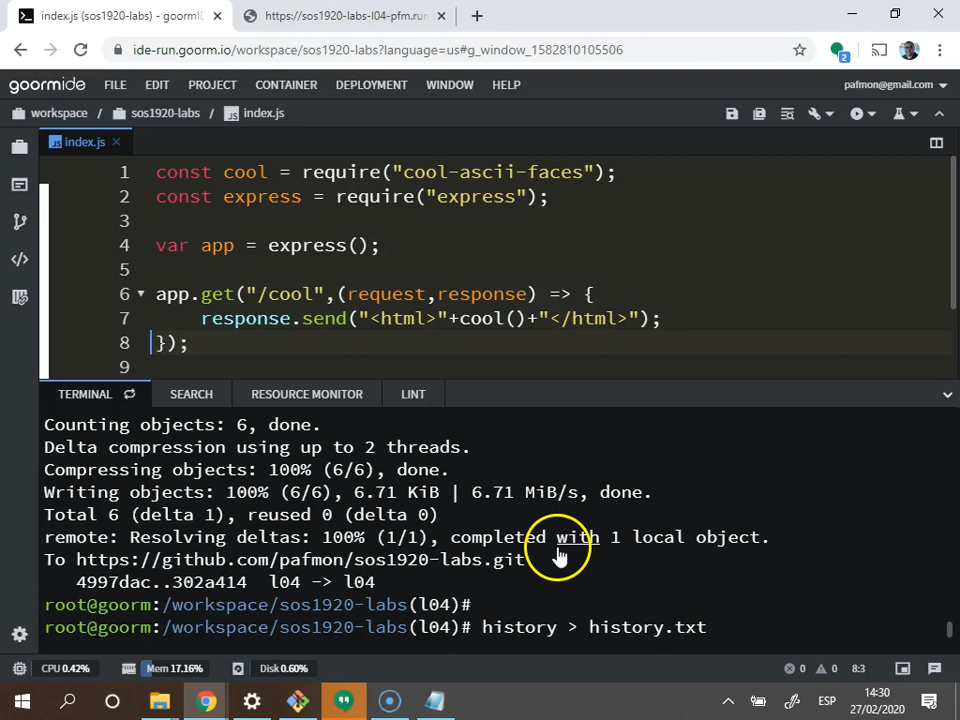 index.js (sos1920-labs) - goormID
https://sos1920-labs-l04-pfm.run
ide-run.goorm.io/workspace/sos1920-labs?language=us#g_window_1582810105506
2
goormide FILE EDIT PROJECT CONTAINER DEPLOYMENT WINDOW HELP pafmon@gmail.com
workspace / sos1920-labs / index.js
index.js
1 const cool = require("cool-ascii-faces");
2 const express = require("express");
3
4 var app = express();
5
6 app.get("/cool",(request,response) => {
7 response.send("<html>"+cool()+"</html>");
8 });
9
TERMINAL SEARCH RESOURCE MONITOR LINT
Counting objects: 6, done.
Delta compression using up to 2 threads.
Compressing objects: 100% (6/6), done.
Writing objects: 100% (6/6), 6.71 KiB | 6.71 MiB/s, done.
Total 6 (delta 1), reused 0 (delta 0)
remote: Resolving deltas: 100% (1/1), completed with 1 local object.
To https://github.com/pafmon/sos1920-labs.git
4997dac..302a414 l04 -> l04
root@goorm:/workspace/sos1920-labs(l04)#
root@goorm:/workspace/sos1920-labs(l04)# history > history.txt
CPU 0.42% Mem 17.16% Disk 0.60% 0 0 8:3
ESP
14:30
27/02/2020